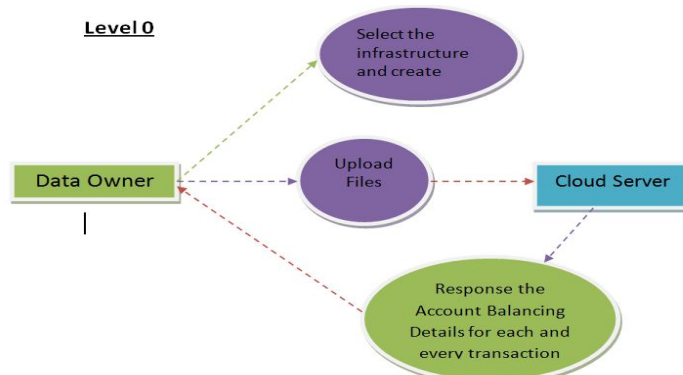 Level 0
Select the
infrastructure
and create
Data Owner
Upload
Files
Cloud Server
Response the
Account Balancing
Details for each and
every transaction